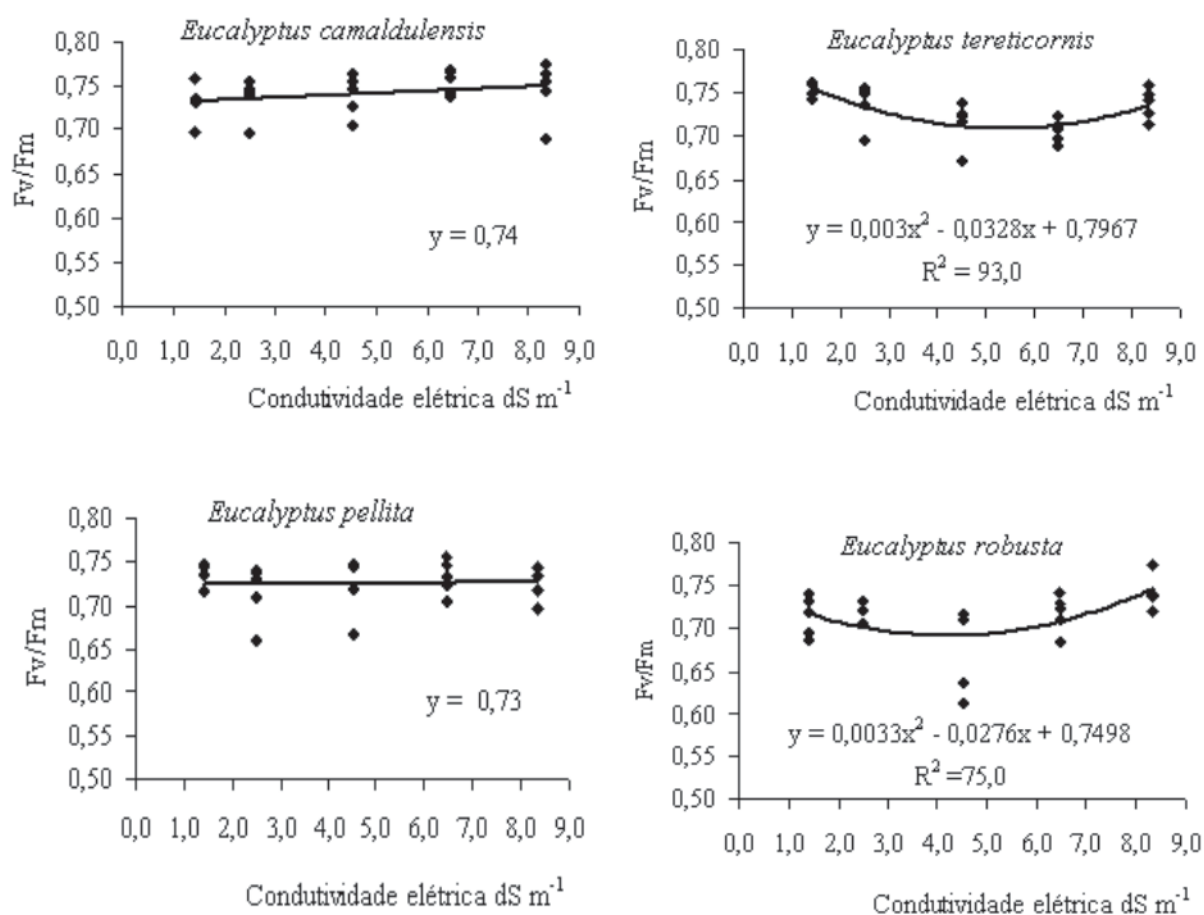 Eucalyptus camaldulensis
Fv/Fm
0,80
0,75
0,70
0,65
0,60
0,55
0,50
y = 0,74
0,0 1,0 2,0 3,0 4,0 5,0 6,0 7,0 8,0 9,0
Condutividade elétrica dS m⁻¹
Eucalyptus tereticornis
Fv/Fm
0,80
0,75
0,70
0,65
0,60
0,55
0,50
y = 0,003x² - 0,0328x + 0,7967
R² = 93,0
0,0 1,0 2,0 3,0 4,0 5,0 6,0 7,0 8,0 9,0
Condutividade elétrica dS m⁻¹
Eucalyptus pellita
Fv/Fm
0,80
0,75
0,70
0,65
0,60
0,55
0,50
y = 0,73
0,0 1,0 2,0 3,0 4,0 5,0 6,0 7,0 8,0 9,0
Condutividade elétrica dS m⁻¹
Eucalyptus robusta
Fv/Fm
0,80
0,75
0,70
0,65
0,60
0,55
0,50
y = 0,0033x² - 0,0276x + 0,7498
R² =75,0
0,0 1,0 2,0 3,0 4,0 5,0 6,0 7,0 8,0 9,0
Condutividade elétrica dS m⁻¹